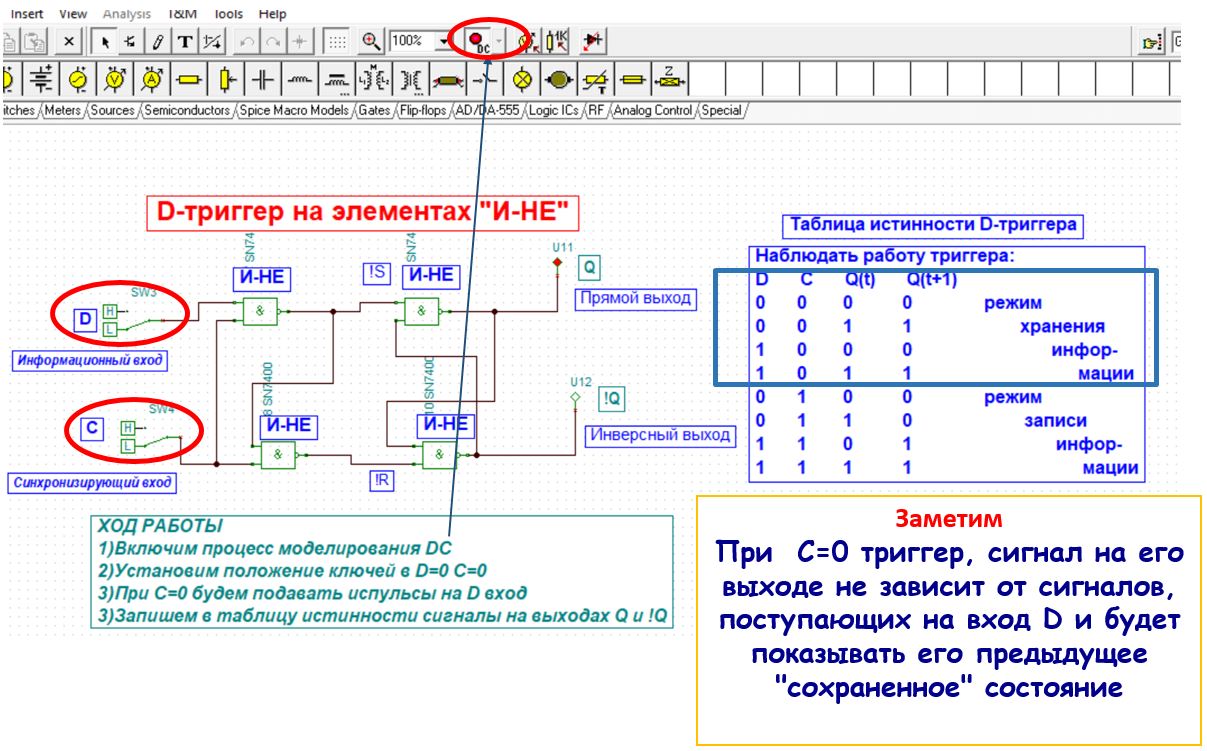 Insert View Analysis T&M Tools Help
100% DC
itches Meters Sources Semiconductors Spice Macro Models Gates Flip-flops AD/DA-555 Logic ICs RF Analog Control Special
D-триггер на элементах "И-НЕ"
SN74 SN74
И-НЕ !S И-НЕ
U11
Q
Прямой выход
SW3
D H
L
& &
Информационный вход
SN7400 SN7400
U12
!Q
SW4
C H
L
И-НЕ И-НЕ
Инверсный выход
& &
Синхронизирующий вход
!R
Таблица истинности D-триггера
Наблюдать работу триггера:
D C Q(t) Q(t+1)
0 0 0 0 режим
0 0 1 1 хранения
1 0 0 0 инфор-
1 0 1 1 мации
0 1 0 0 режим
0 1 1 0 записи
1 1 0 1 инфор-
1 1 1 1 мации
ХОД РАБОТЫ
1)Включим процесс моделирования DC
2)Установим положение ключей в D=0 C=0
3)При C=0 будем подавать испульсы на D вход
3)Запишем в таблицу истинности сигналы на выходах Q и !Q
Заметим
При C=0 триггер, сигнал на его
выходе не зависит от сигналов,
поступающих на вход D и будет
показывать его предыдущее
"сохраненное" состояние